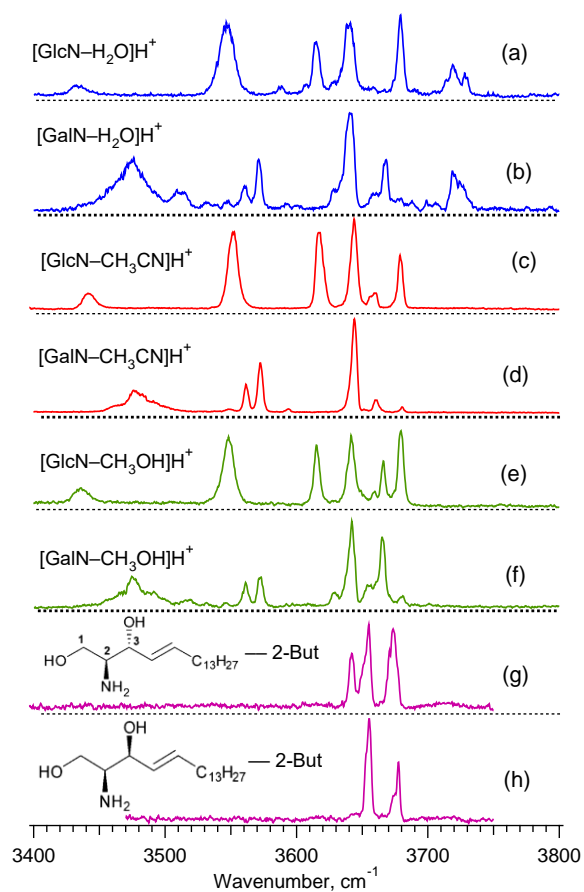 [GlcN–H₂O]H⁺ (a)
[GalN–H₂O]H⁺ (b)
[GlcN–CH₃CN]H⁺ (c)
[GalN–CH₃CN]H⁺ (d)
[GlcN–CH₃OH]H⁺ (e)
[GalN–CH₃OH]H⁺ (f)
OH
1 2 3
HO C₁₃H₂₇ — 2-But (g)
NH₂
OH
HO C₁₃H₂₇ — 2-But (h)
NH₂
3400 3500 3600 3700 3800
Wavenumber, cm⁻¹